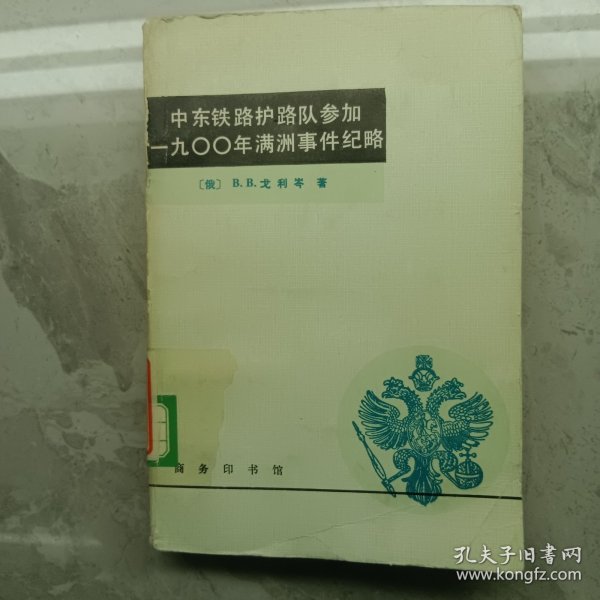 中东铁路护路队参加
一九〇〇年满洲事件纪略
〔俄〕 B.B.戈利岑 著
商务印书馆
孔夫子旧书网
www.kongfz.com